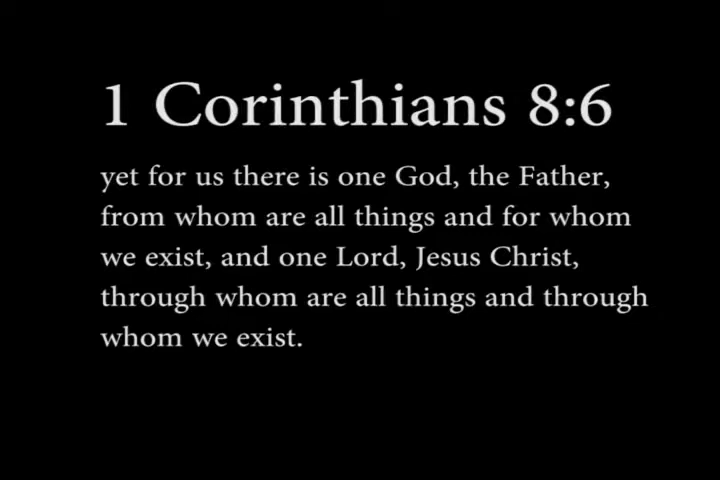 1 Corinthians 8:6
yet for us there is one God, the Father,
from whom are all things and for whom
we exist, and one Lord, Jesus Christ,
through whom are all things and through
whom we exist.